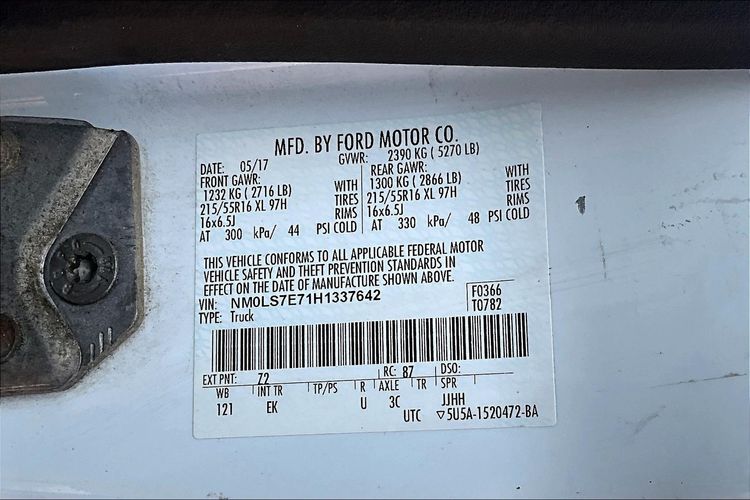 MFD. BY FORD MOTOR CO.
DATE: 05/17 GVWR: 2390 KG ( 5270 LB)
FRONT GAWR: REAR GAWR:
1232 KG ( 2716 LB) WITH 1300 KG ( 2866 LB) WITH
215/55R16 XL 97H TIRES 215/55R16 XL 97H TIRES
16x6.5J RIMS 16x6.5J RIMS
AT 300 kPa/ 44 PSI COLD AT 330 kPa/ 48 PSI COLD
THIS VEHICLE CONFORMS TO ALL APPLICABLE FEDERAL MOTOR
VEHICLE SAFETY AND THEFT PREVENTION STANDARDS IN
EFFECT ON THE DATE OF MANUFACTURE SHOWN ABOVE.
VIN: NM0LS7E71H1337642 F0366
TYPE: Truck T0782
EXT PNT: 7Z RC: 87 DSO:
WB INT TR TP/PS R AXLE TR SPR
121 EK U 3C JJHH
UTC ▽5U5A-1520472-BA